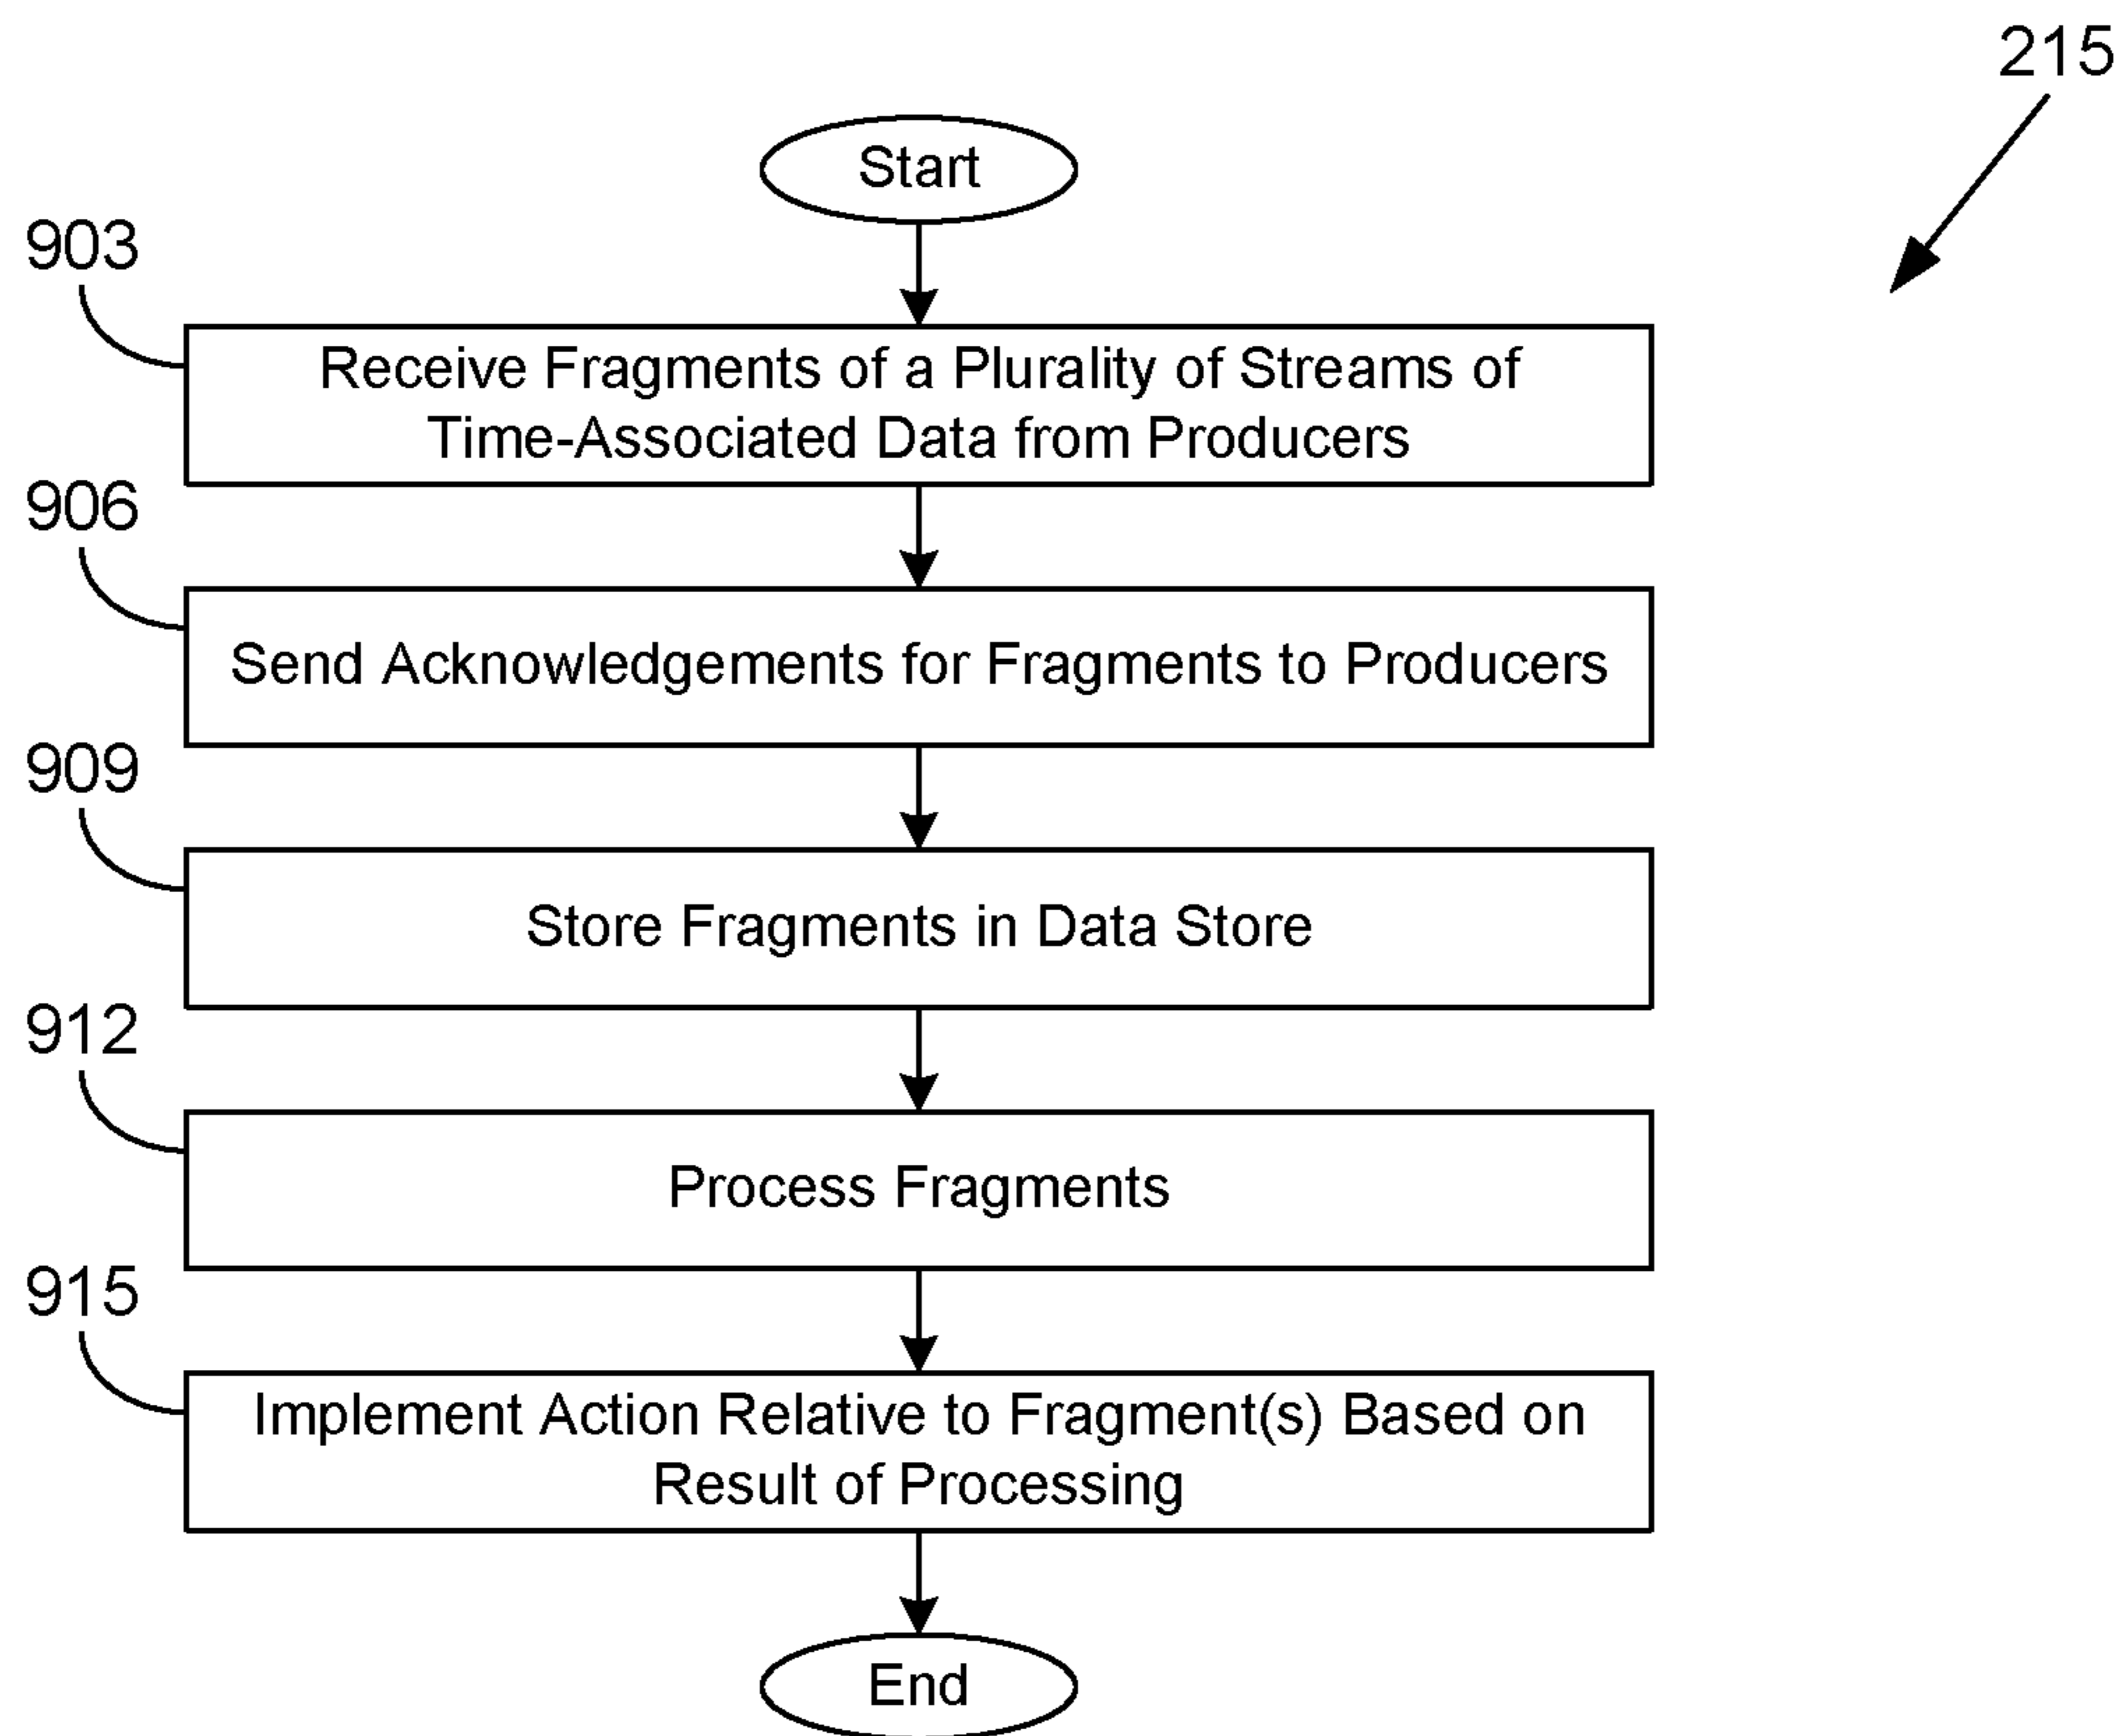 215
Start
903
Receive Fragments of a Plurality of Streams of
Time-Associated Data from Producers
906
Send Acknowledgements for Fragments to Producers
909
Store Fragments in Data Store
912
Process Fragments
915
Implement Action Relative to Fragment(s) Based on
Result of Processing
End